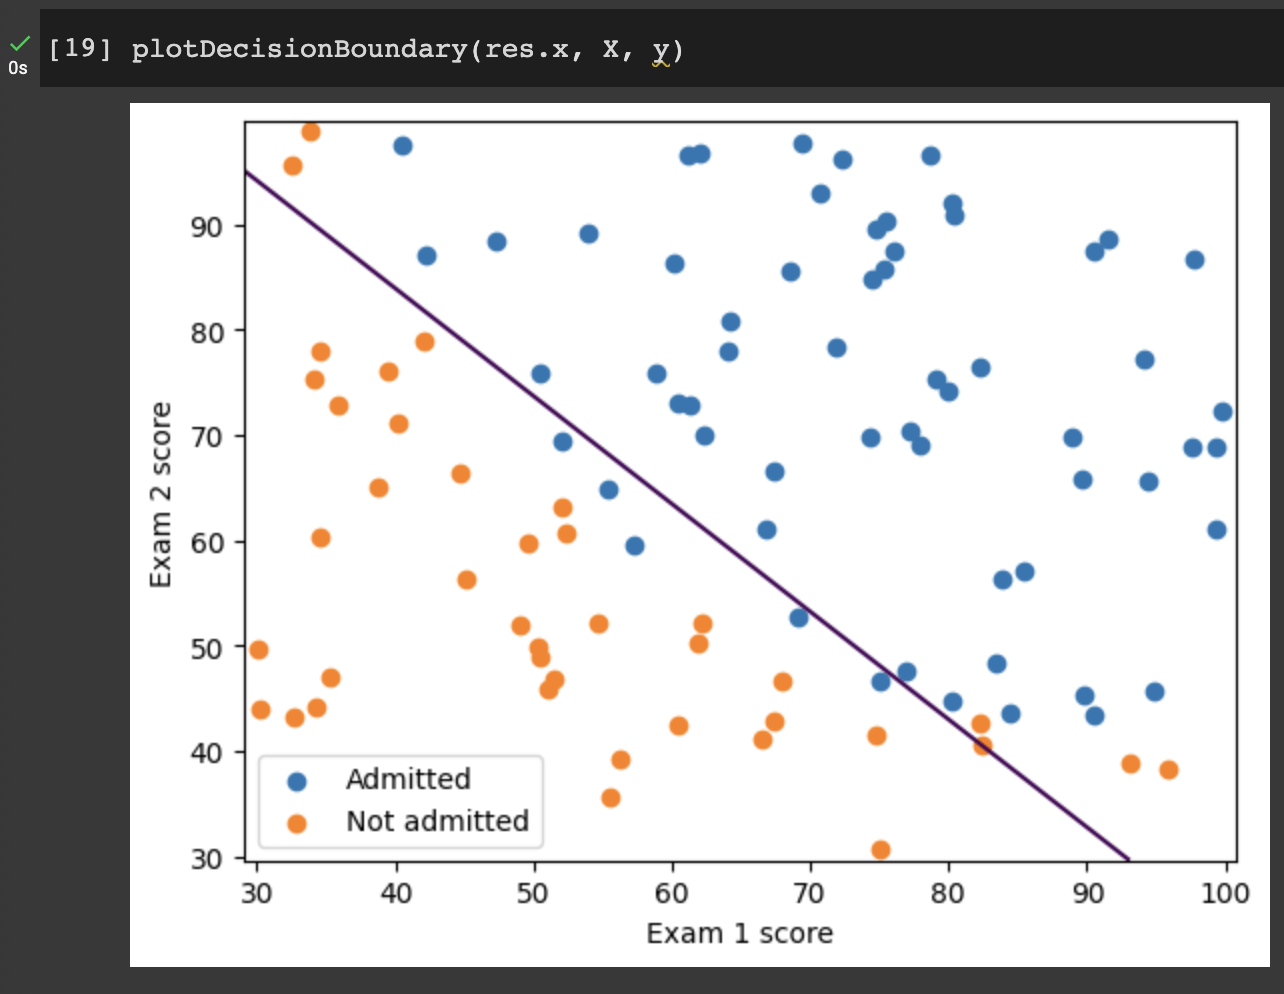 [19] plotDecisionBoundary(res.x, X, y)
0s
90
80
70
60
50
40
30
Exam 2 score
Admitted
Not admitted
30 40 50 60 70 80 90 100
Exam 1 score